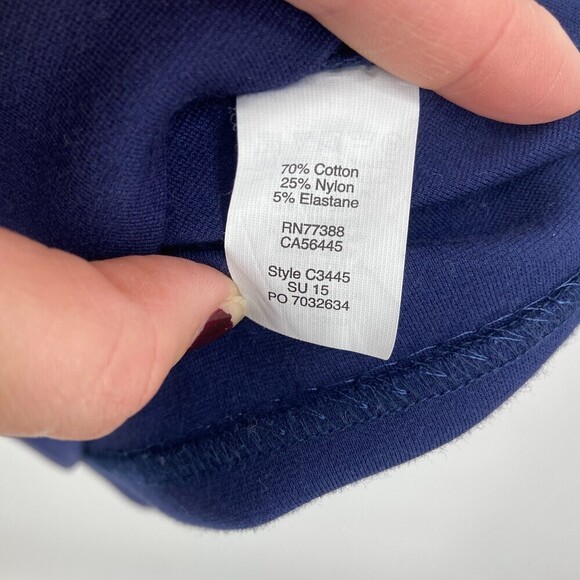 70% Cotton
25% Nylon
5% Elastane
RN77388
CA56445
Style C3445
SU 15
PO 7032634